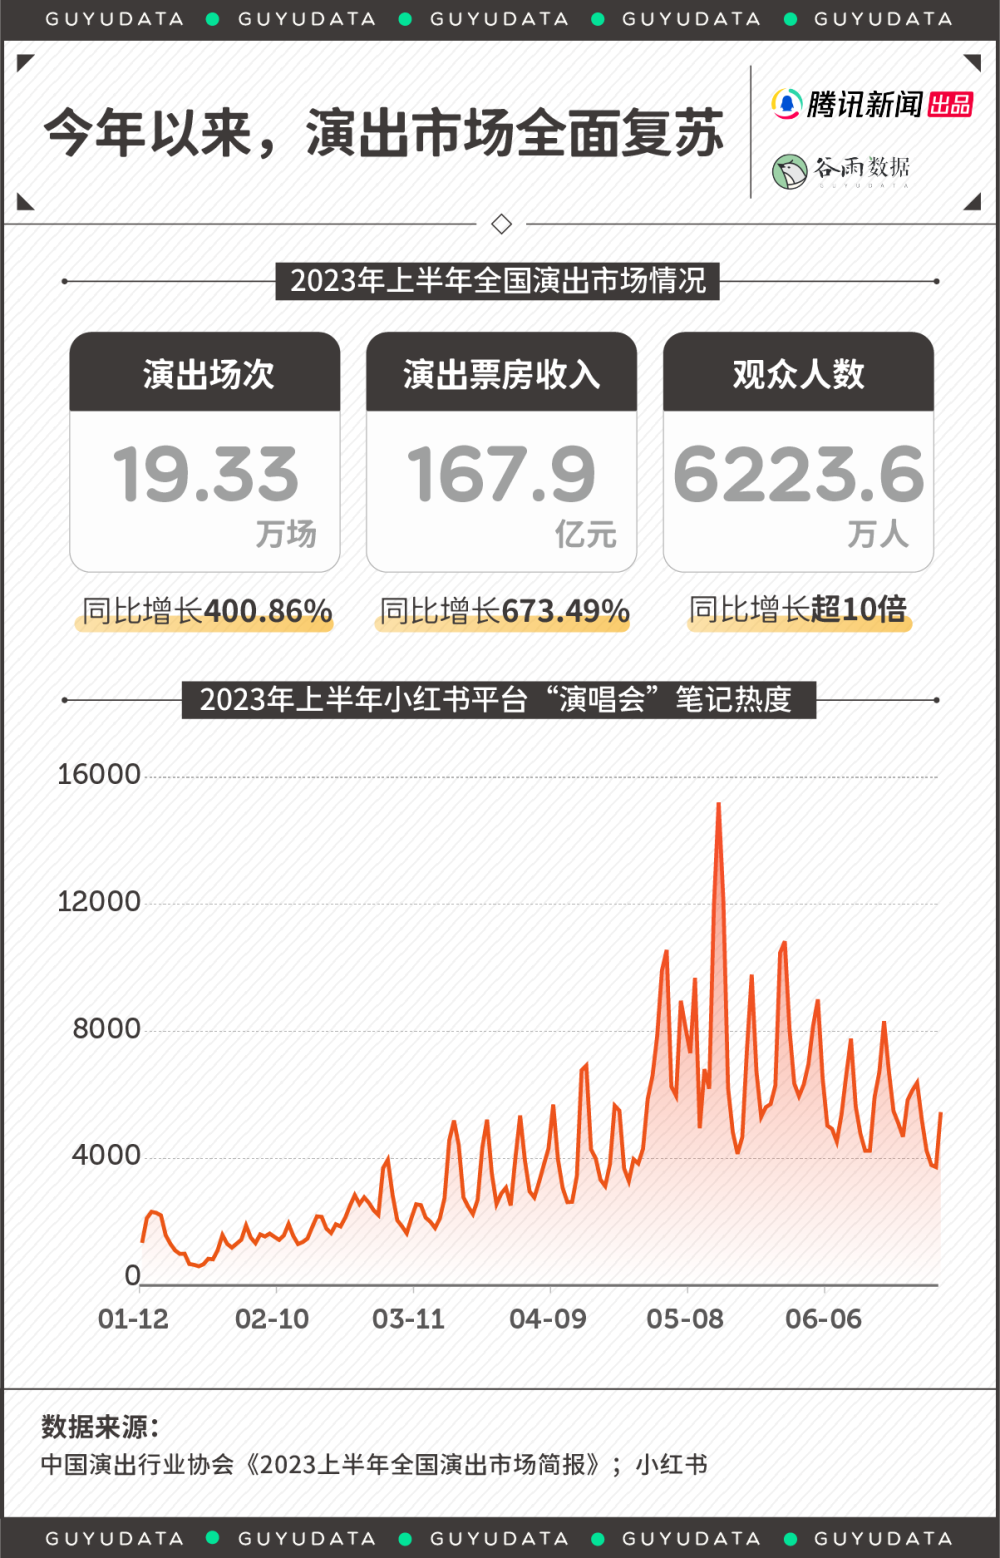 GUYUDATA GUYUDATA GUYUDATA GUYUDATA GUYUDATA
今年以来，演出市场全面复苏
腾讯新闻 出品
谷雨数据
GUYUDATA
2023年上半年全国演出市场情况
演出场次
19.33
万场
同比增长400.86%
演出票房收入
167.9
亿元
同比增长673.49%
观众人数
6223.6
万人
同比增长超10倍
2023年上半年小红书平台“演唱会”笔记热度
16000
12000
8000
4000
0
01-12 02-10 03-11 04-09 05-08 06-06
数据来源：
中国演出行业协会《2023上半年全国演出市场简报》；小红书
GUYUDATA GUYUDATA GUYUDATA GUYUDATA GUYUDATA